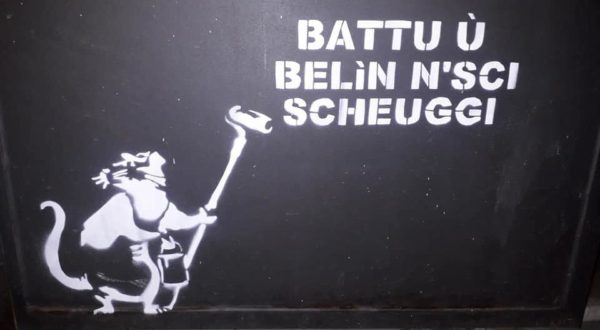 BATTU Ù
BELÌN N'SCI
SCHEUGGI